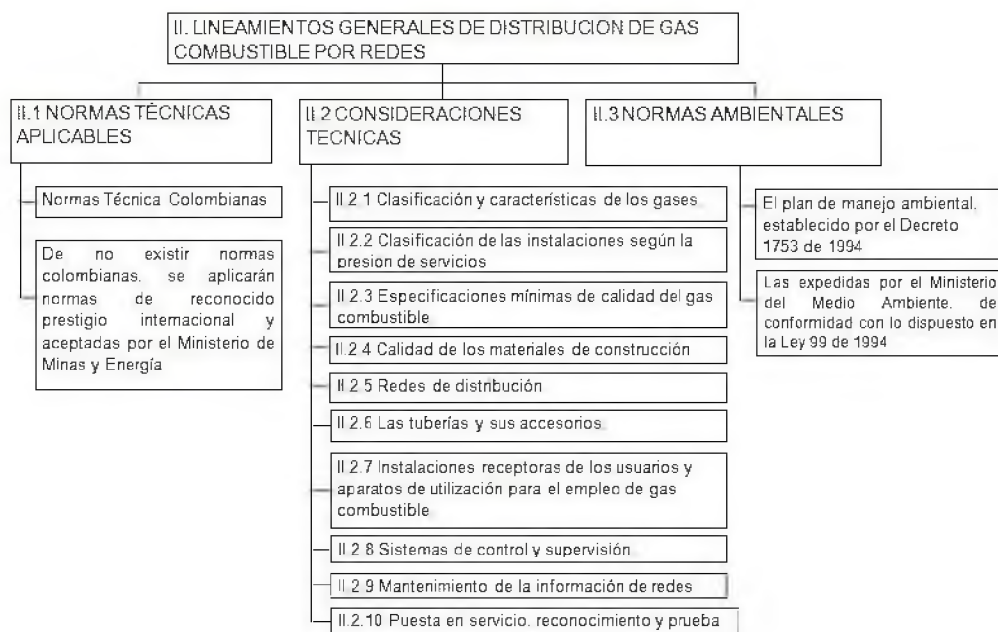 II. LINEAMIENTOS GENERALES DE DISTRIBUCION DE GAS
COMBUSTIBLE POR REDES
II.1 NORMAS TÉCNICAS
APLICABLES
Normas Técnica Colombianas
De no existir normas
colombianas, se aplicarán
normas de reconocido
prestigio internacional y
aceptadas por el Ministerio de
Minas y Energía
II.2 CONSIDERACIONES
TECNICAS
II.2.1 Clasificación y características de los gases
II.2.2 Clasificación de las instalaciones según la
presion de servicios
II.2.3 Especificaciones mínimas de calidad del gas
combustible
II.2.4 Calidad de los materiales de construcción
II.2.5 Redes de distribución
II.2.6 Las tuberías y sus accesorios.
II.2.7 Instalaciones receptoras de los usuarios y
aparatos de utilización para el empleo de gas
combustible
II.2.8 Sistemas de control y supervisión
II.2.9 Mantenimiento de la información de redes
II.2.10 Puesta en servicio, reconocimiento y prueba
II.3 NORMAS AMBIENTALES
El plan de manejo ambiental,
establecido por el Decreto
1753 de 1994
Las expedidas por el Ministerio
del Medio Ambiente, de
conformidad con lo dispuesto en
la Ley 99 de 1994